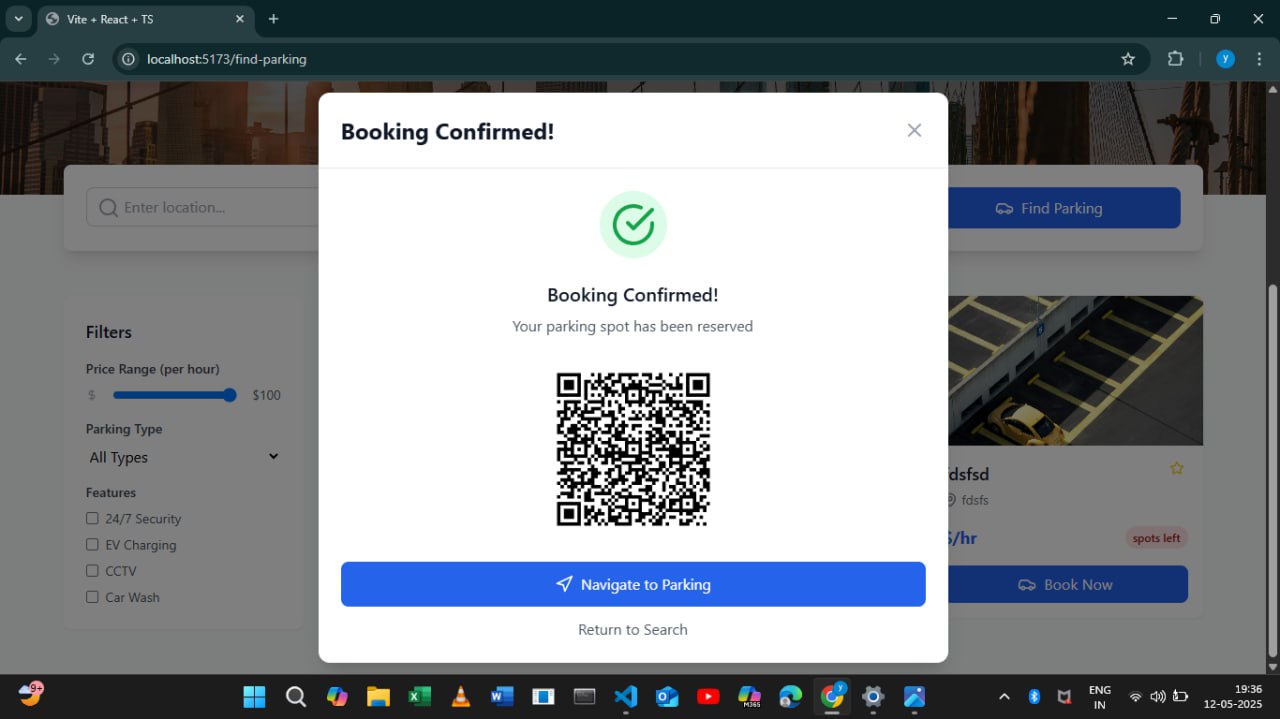 Vite + React + TS
localhost:5173/find-parking
y
Booking Confirmed!
Enter location...
Find Parking
Booking Confirmed!
Your parking spot has been reserved
Filters
Price Range (per hour)
$ $100
Parking Type
All Types
Features
24/7 Security
EV Charging
CCTV
Car Wash
dsfsd
fdsfs
/hr
spots left
Book Now
Navigate to Parking
Return to Search
9+
M365
y
ENG
IN
19:36
12-05-2025